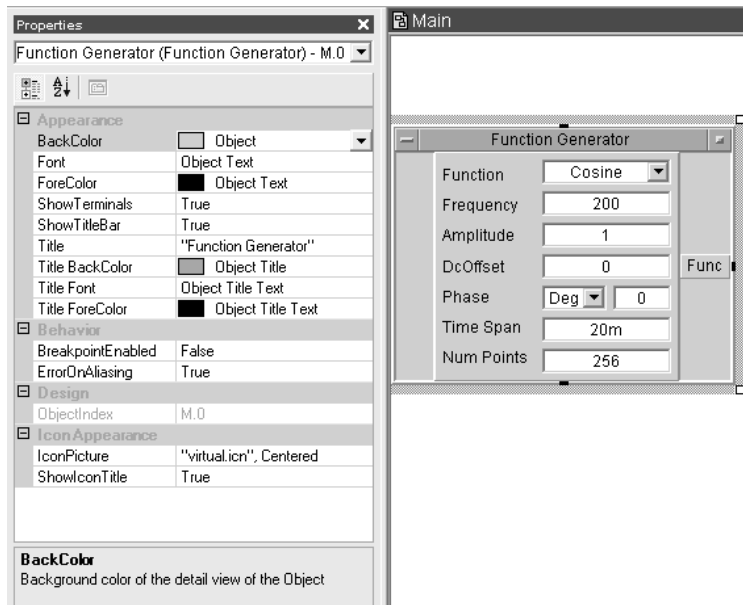 Properties
Function Generator (Function Generator) - M.0
Appearance
BackColor Object
Font Object Text
ForeColor Object Text
ShowTerminals True
ShowTitleBar True
Title "Function Generator"
Title BackColor Object Title
Title Font Object Title Text
Title ForeColor Object Title Text
Behavior
BreakpointEnabled False
ErrorOnAliasing True
Design
ObjectIndex M.0
Icon Appearance
IconPicture "virtual.icn", Centered
ShowIconTitle True
BackColor
Background color of the detail view of the Object
Main
Function Generator
Function Cosine
Frequency 200
Amplitude 1
DcOffset 0
Phase Deg 0
Time Span 20m
Num Points 256
Func